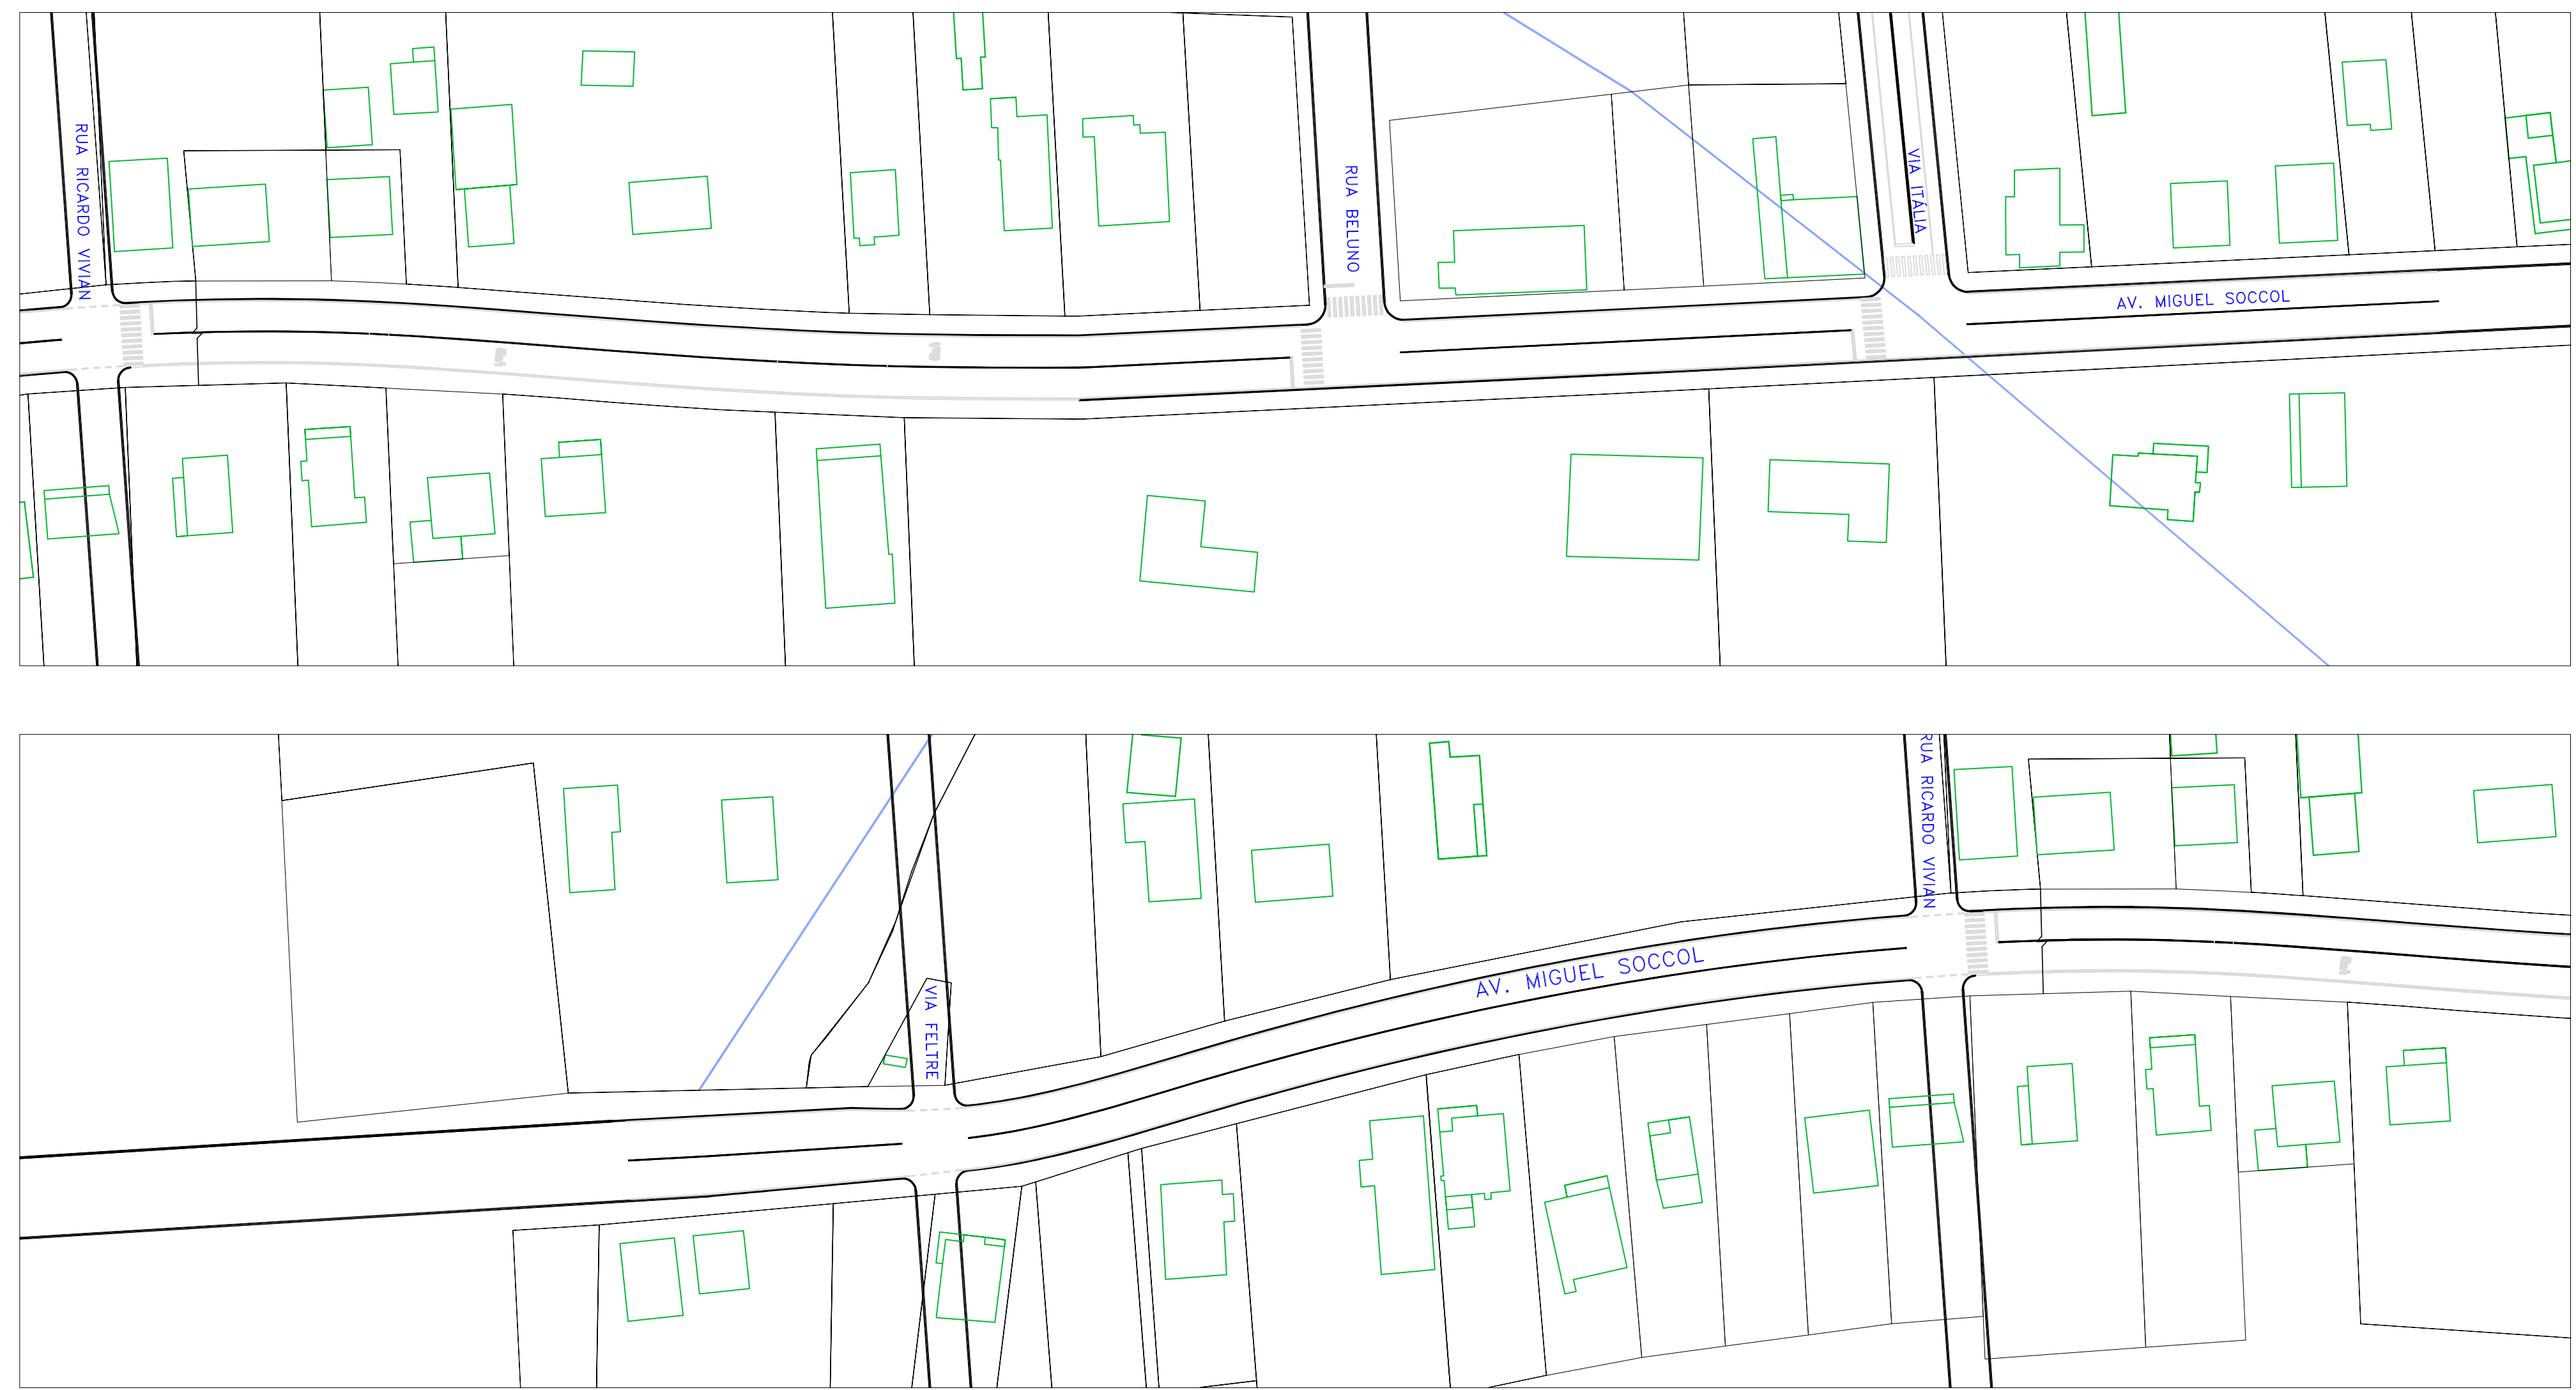 RUA RICARDO VIVIAN
RUA BELUNO
VIA ITÁLIA
AV. MIGUEL SOCCOL
RUA RICARDO VIVIAN
AV. MIGUEL SOCCOL
VIA FELTRE